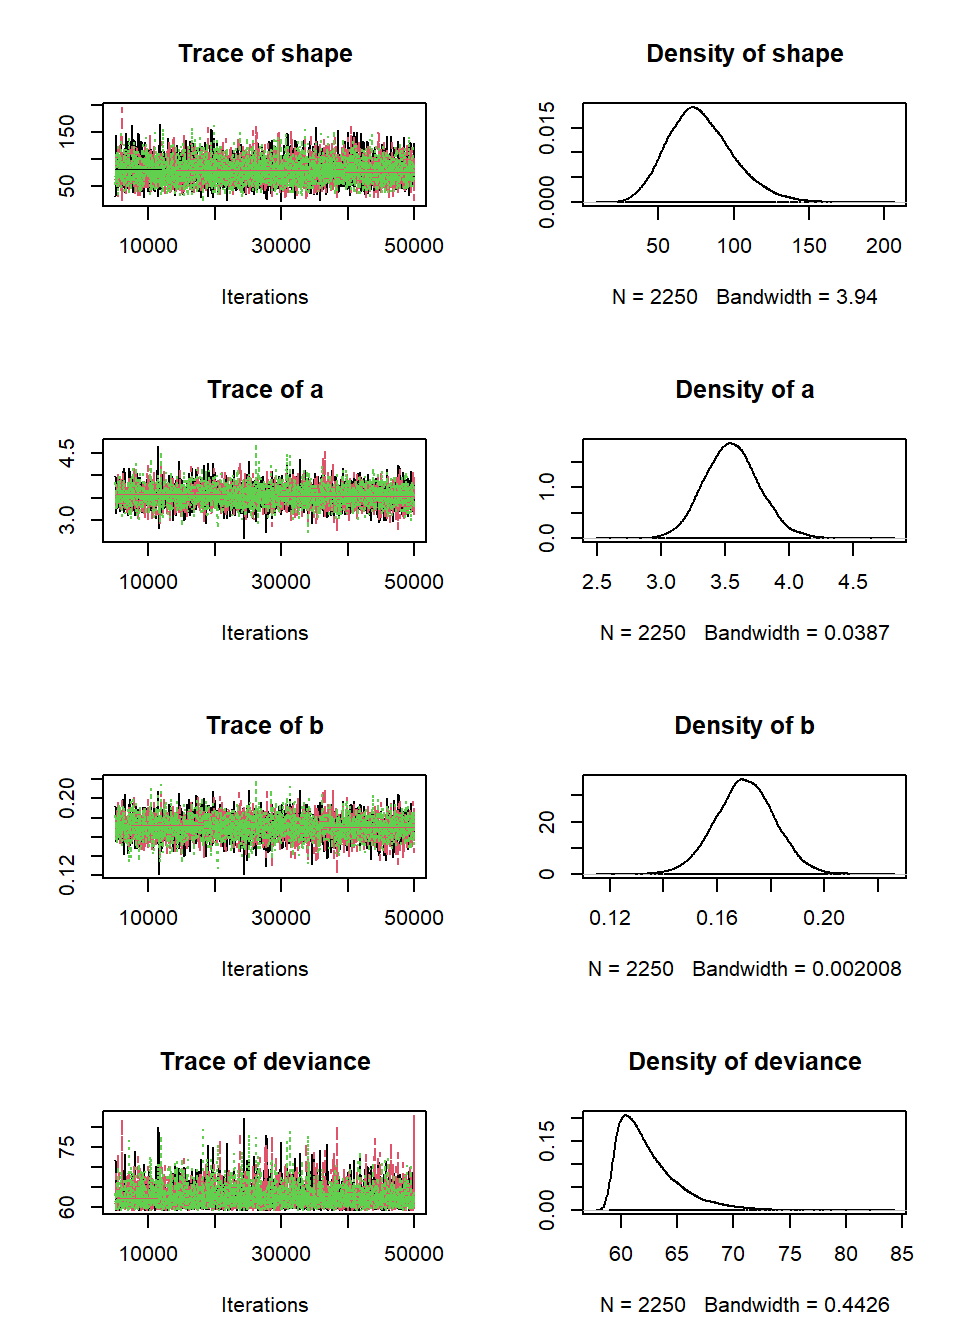 Trace of shape
Density of shape
50 150
0.000 0.015
10000 30000 50000
50 100 150 200
Iterations
N = 2250 Bandwidth = 3.94
Trace of a
Density of a
3.0 4.5
0.0 1.0
10000 30000 50000
2.5 3.0 3.5 4.0 4.5
Iterations
N = 2250 Bandwidth = 0.0387
Trace of b
Density of b
0.12 0.20
0 20
10000 30000 50000
0.12 0.16 0.20
Iterations
N = 2250 Bandwidth = 0.002008
Trace of deviance
Density of deviance
60 75
0.00 0.15
10000 30000 50000
60 65 70 75 80 85
Iterations
N = 2250 Bandwidth = 0.4426